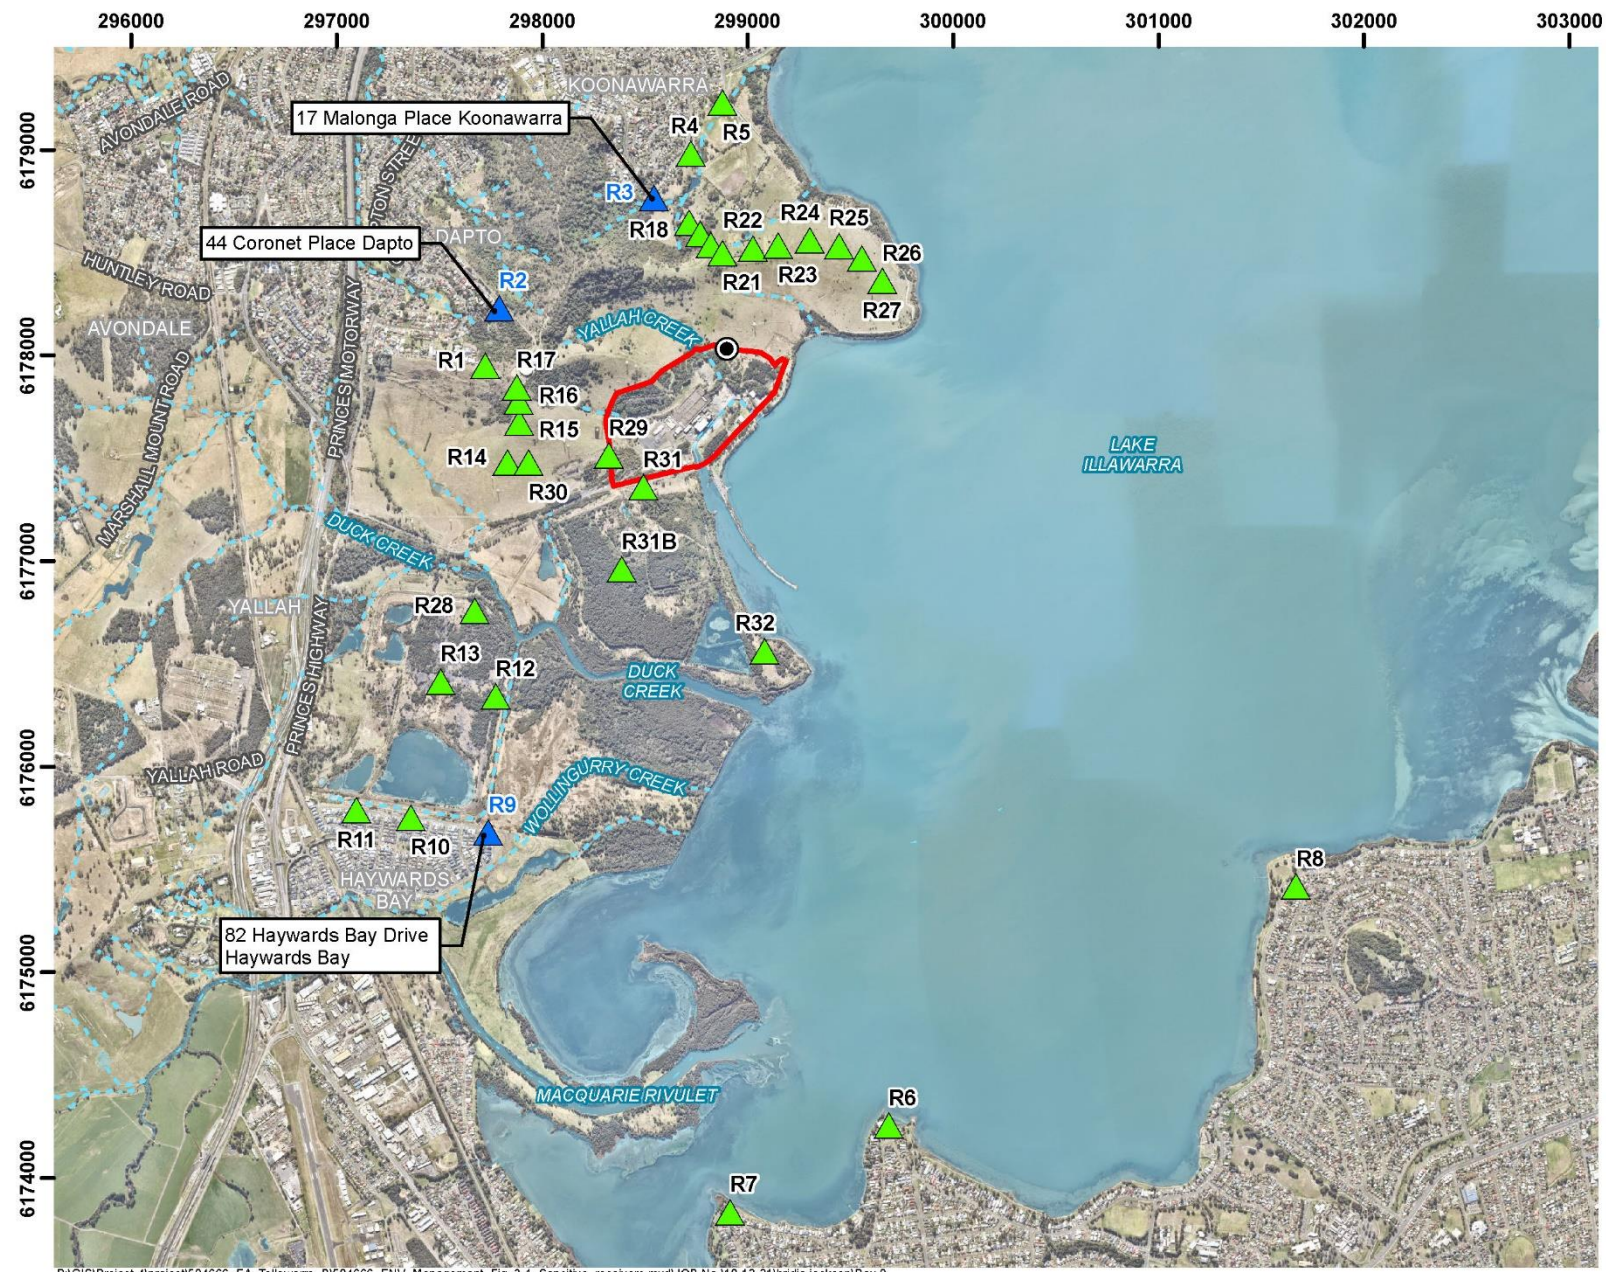 296000 297000 298000 299000 300000 301000 302000 303000
6179000
6178000
6177000
6176000
6175000
6174000
AVONDALE ROAD
KOONAWARRA
17 Malonga Place Koonawarra
R4
R5
R3
R18
R22
R24
R25
R26
R21
R23
R27
44 Coronet Place Dapto
DAPTO
R2
HUNTLEY ROAD
AVONDALE
PRINCES MOTORWAY
MARSHALL MOUNT ROAD
YALLAH CREEK
R1
R17
R16
R15
R29
R14
R30
R31
LAKE
ILLAWARRA
DUCK CREEK
R31B
YALLAH
R28
PRINCES HIGHWAY
R32
R13
R12
DUCK
CREEK
YALLAH ROAD
WOLLINGURRY CREEK
R9
R11
R10
HAYWARDS
BAY
R8
82 Haywards Bay Drive
Haywards Bay
MACQUARIE RIVULET
R6
R7